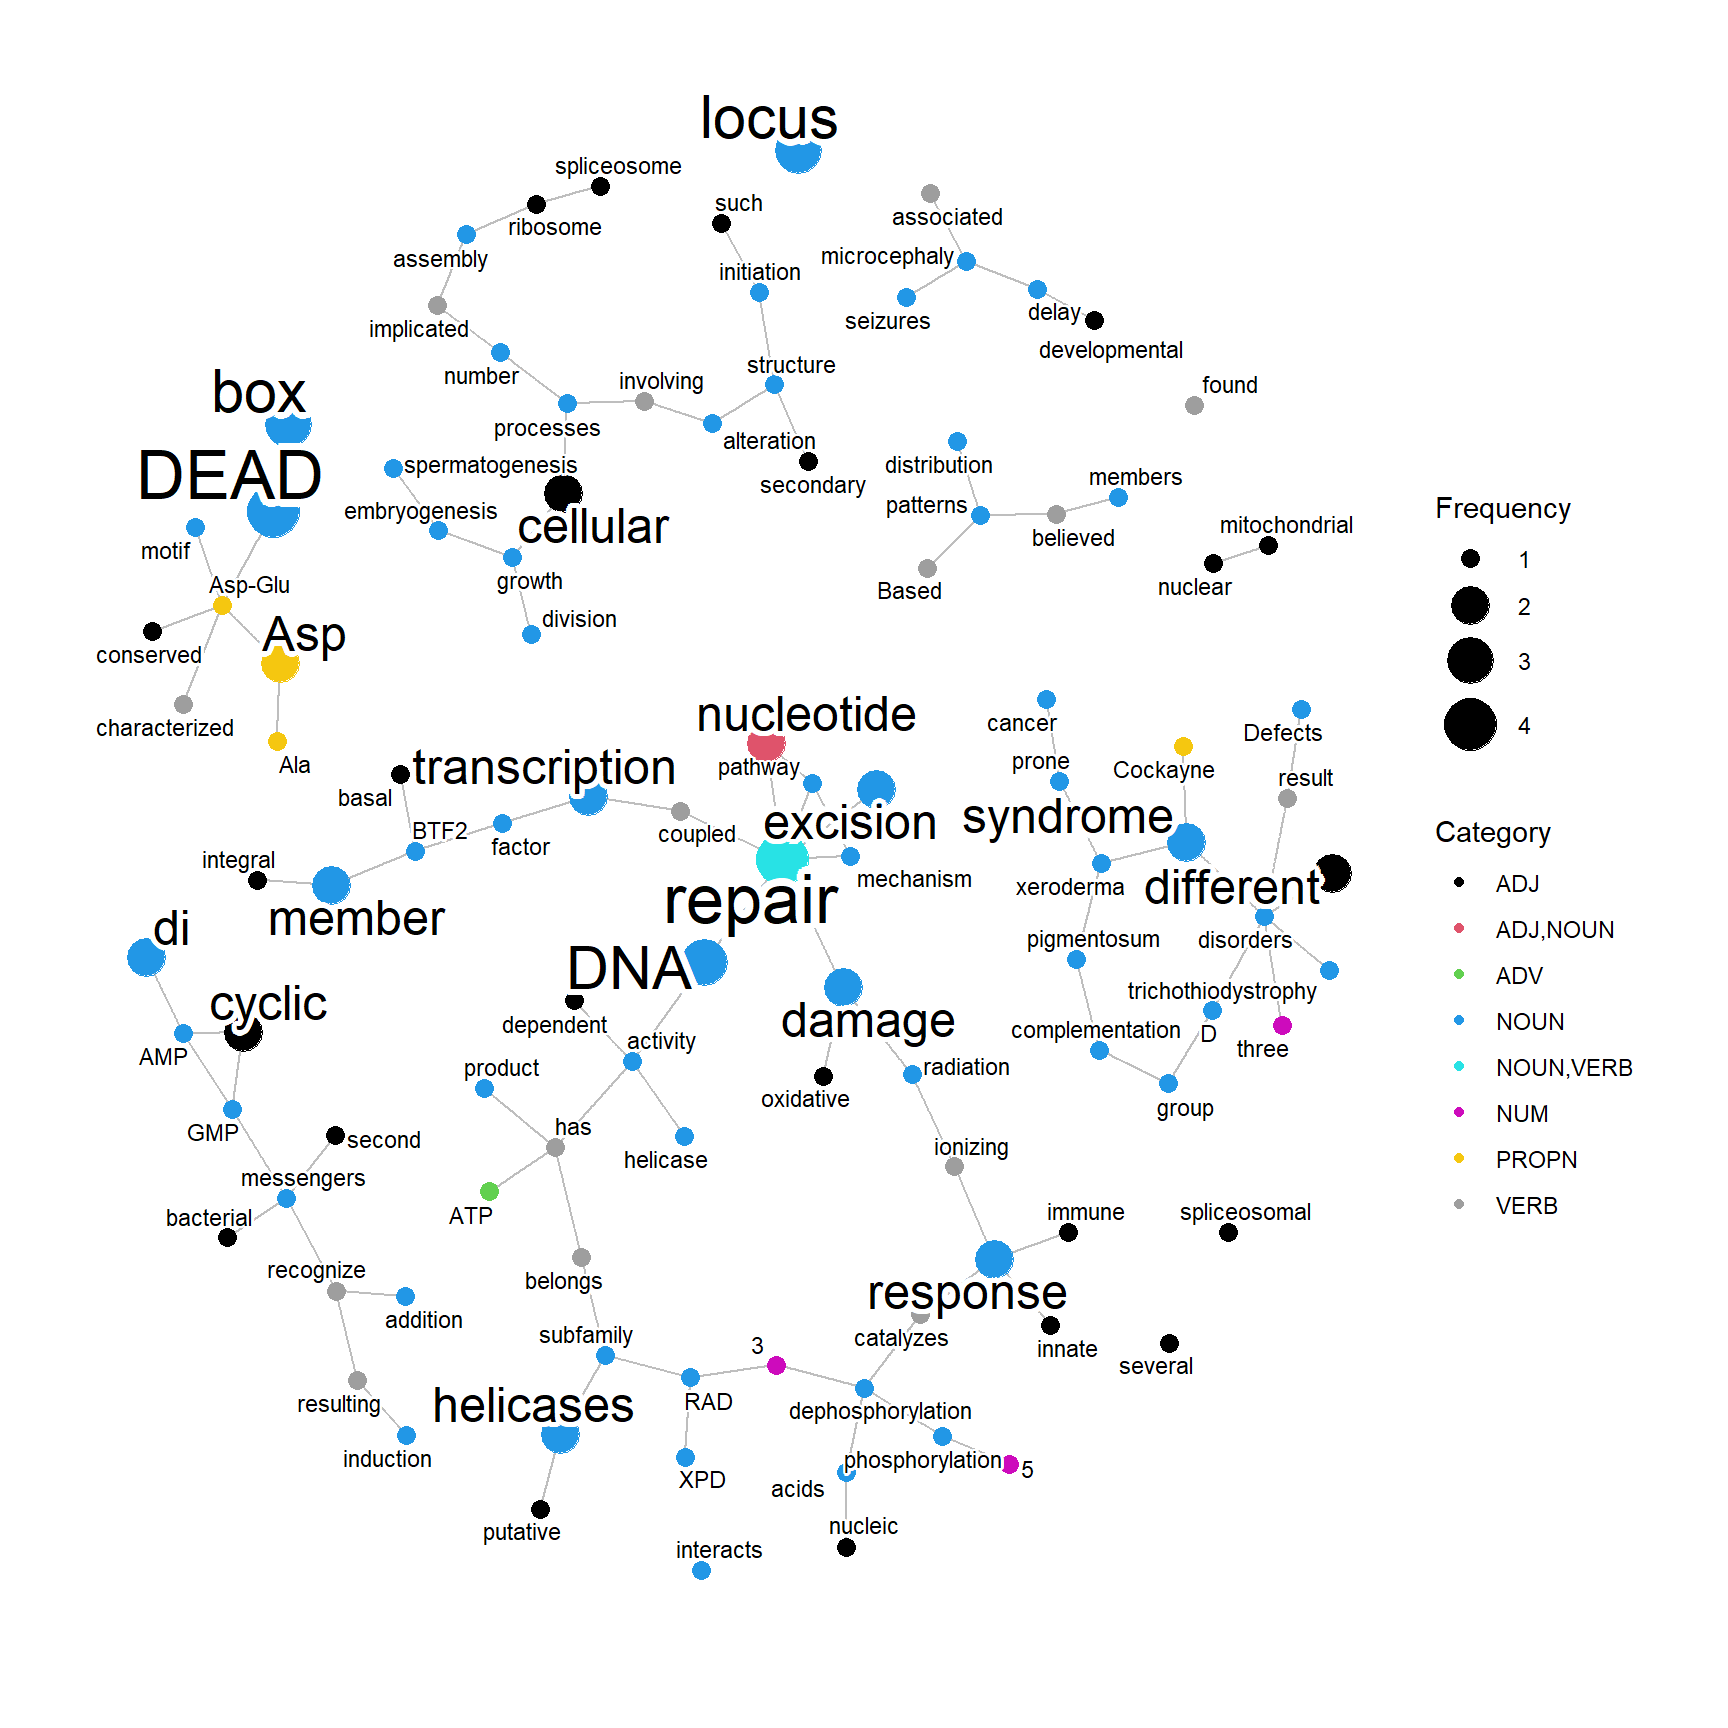 locus
spliceosome
such
ribosome
associated
assembly
microcephaly
initiation
seizures
delay
implicated
developmental
number
structure
involving
found
box
processes
alteration
DEAD
spermatogenesis
distribution
members
secondary
patterns
embryogenesis
cellular
believed
mitochondrial
motif
nuclear
Asp-Glu
growth
Based
division
Asp
conserved
characterized
Ala
nucleotide
cancer
Defects
transcription
pathway
prone
Cockayne
result
basal
BTF2
factor
coupled
excision
syndrome
integral
mechanism
xeroderma
different
member
repair
di
pigmentosum
disorders
DNA
cyclic
trichothiodystrophy
dependent
damage
complementation
D
three
AMP
activity
product
radiation
oxidative
group
GMP
has
second
helicase
ionizing
messengers
ATP
bacterial
immune
spliceosomal
recognize
belongs
response
addition
subfamily
3
catalyzes
innate
several
resulting
helicases
RAD
dephosphorylation
induction
XPD
phosphorylation
5
acids
putative
nucleic
interacts
Frequency
1
2
3
4
Category
ADJ
ADJ,NOUN
ADV
NOUN
NOUN,VERB
NUM
PROPN
VERB